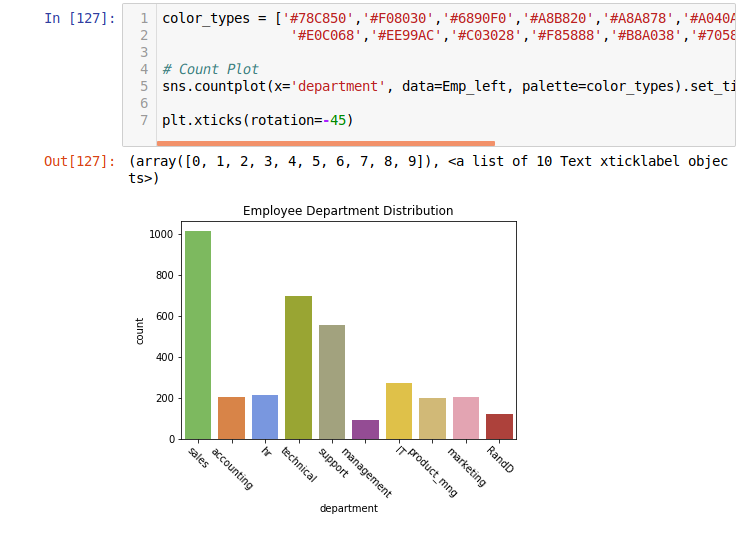 In [127]:
1 color_types = ['#78C850','#F08030','#6890F0','#A8B820','#A8A878','#A040A
2 '#E0C068','#EE99AC','#C03028','#F85888','#B8A038','#7058
3
4 # Count Plot
5 sns.countplot(x='department', data=Emp_left, palette=color_types).set_ti
6
7 plt.xticks(rotation=-45)
Out[127]: (array([0, 1, 2, 3, 4, 5, 6, 7, 8, 9]), <a list of 10 Text xticklabel objec
ts>)
Employee Department Distribution
1000
800
600
400
200
0
count
sales
accounting
hr
technical
support
management
IT
product_mng
marketing
RandD
department